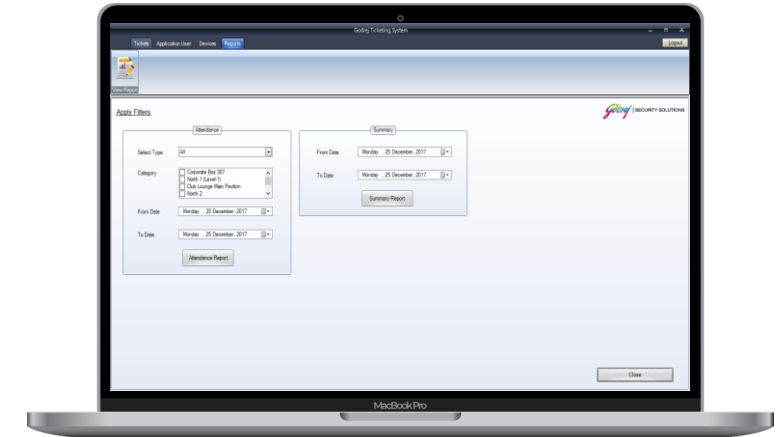 Godrej Ticketing System
Tickets Application User Devices Reports
Logout
View Report
Apply Filters
Godrej | SECURITY SOLUTIONS
Attendance
Select Type All
Category Corporate Box 307
North 1 (Level-1)
Club Lounge Main Pavilion
North 2
From Date Monday , 25 December, 2017
To Date Monday , 25 December, 2017
Attendance Report
Summary
From Date Monday , 25 December, 2017
To Date Monday , 25 December, 2017
Summary Report
Close
MacBook Pro